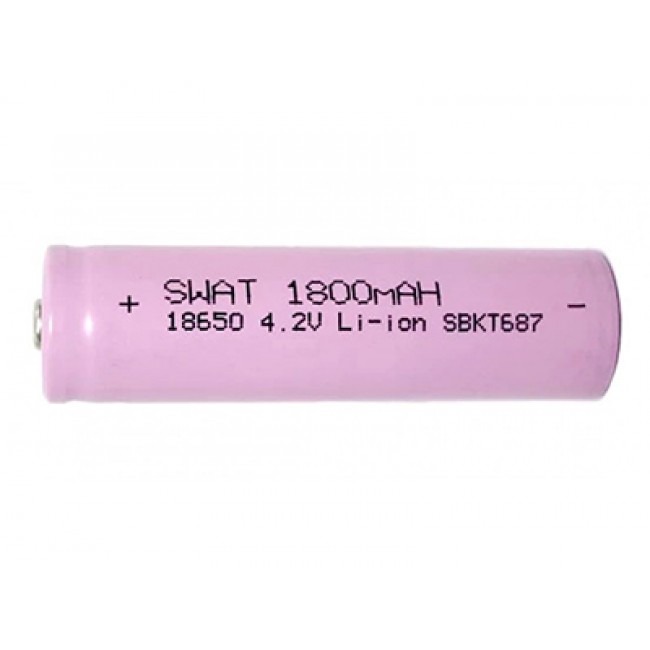 + SWAT 1800mAH -
18650 4.2V Li-ion SBKT687